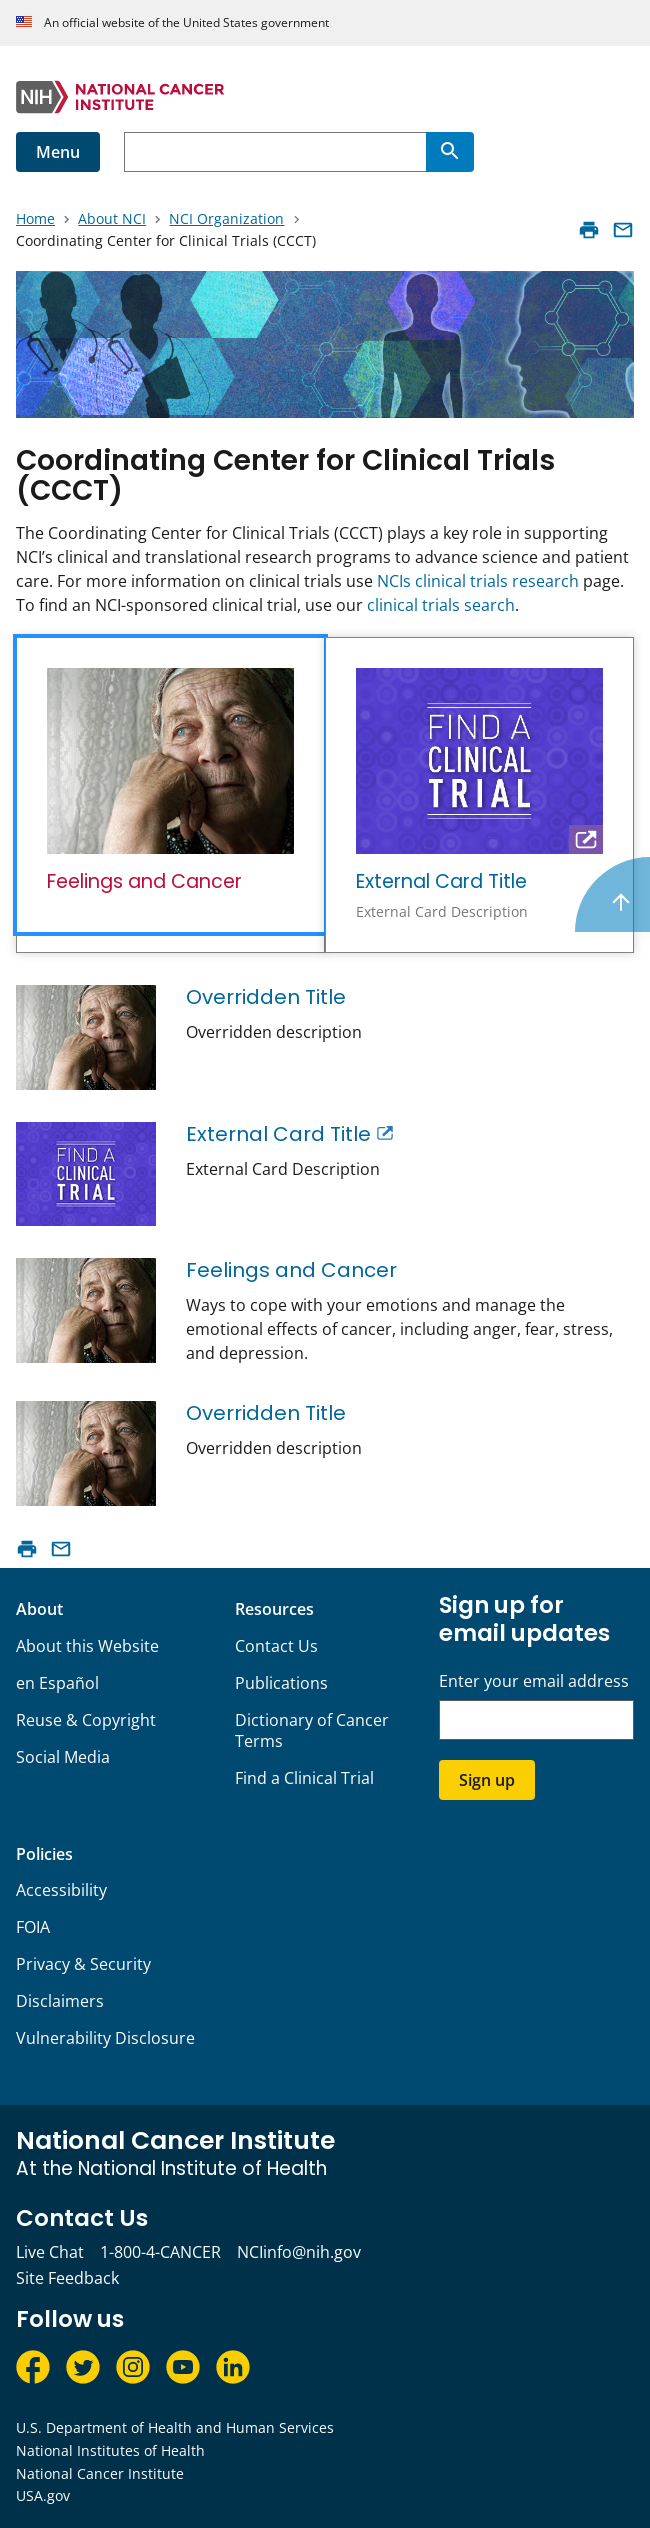 An official website of the United States government
NIH
NATIONAL CANCER
INSTITUTE
Menu
Home > About NCI > NCI Organization >
Coordinating Center for Clinical Trials (CCCT)
Coordinating Center for Clinical Trials
(CCCT)
The Coordinating Center for Clinical Trials (CCCT) plays a key role in supporting
NCI’s clinical and translational research programs to advance science and patient
care. For more information on clinical trials use NCIs clinical trials research page.
To find an NCI-sponsored clinical trial, use our clinical trials search.
FIND A
CLINICAL
TRIAL
Feelings and Cancer
External Card Title
External Card Description
Overridden Title
Overridden description
FIND A
CLINICAL
TRIAL
External Card Title
External Card Description
Feelings and Cancer
Ways to cope with your emotions and manage the
emotional effects of cancer, including anger, fear, stress,
and depression.
Overridden Title
Overridden description
About
About this Website
en Español
Reuse & Copyright
Social Media
Resources
Contact Us
Publications
Dictionary of Cancer
Terms
Find a Clinical Trial
Sign up for
email updates
Enter your email address
Sign up
Policies
Accessibility
FOIA
Privacy & Security
Disclaimers
Vulnerability Disclosure
National Cancer Institute
At the National Institute of Health
Contact Us
Live Chat 1-800-4-CANCER NCIinfo@nih.gov
Site Feedback
Follow us
U.S. Department of Health and Human Services
National Institutes of Health
National Cancer Institute
USA.gov